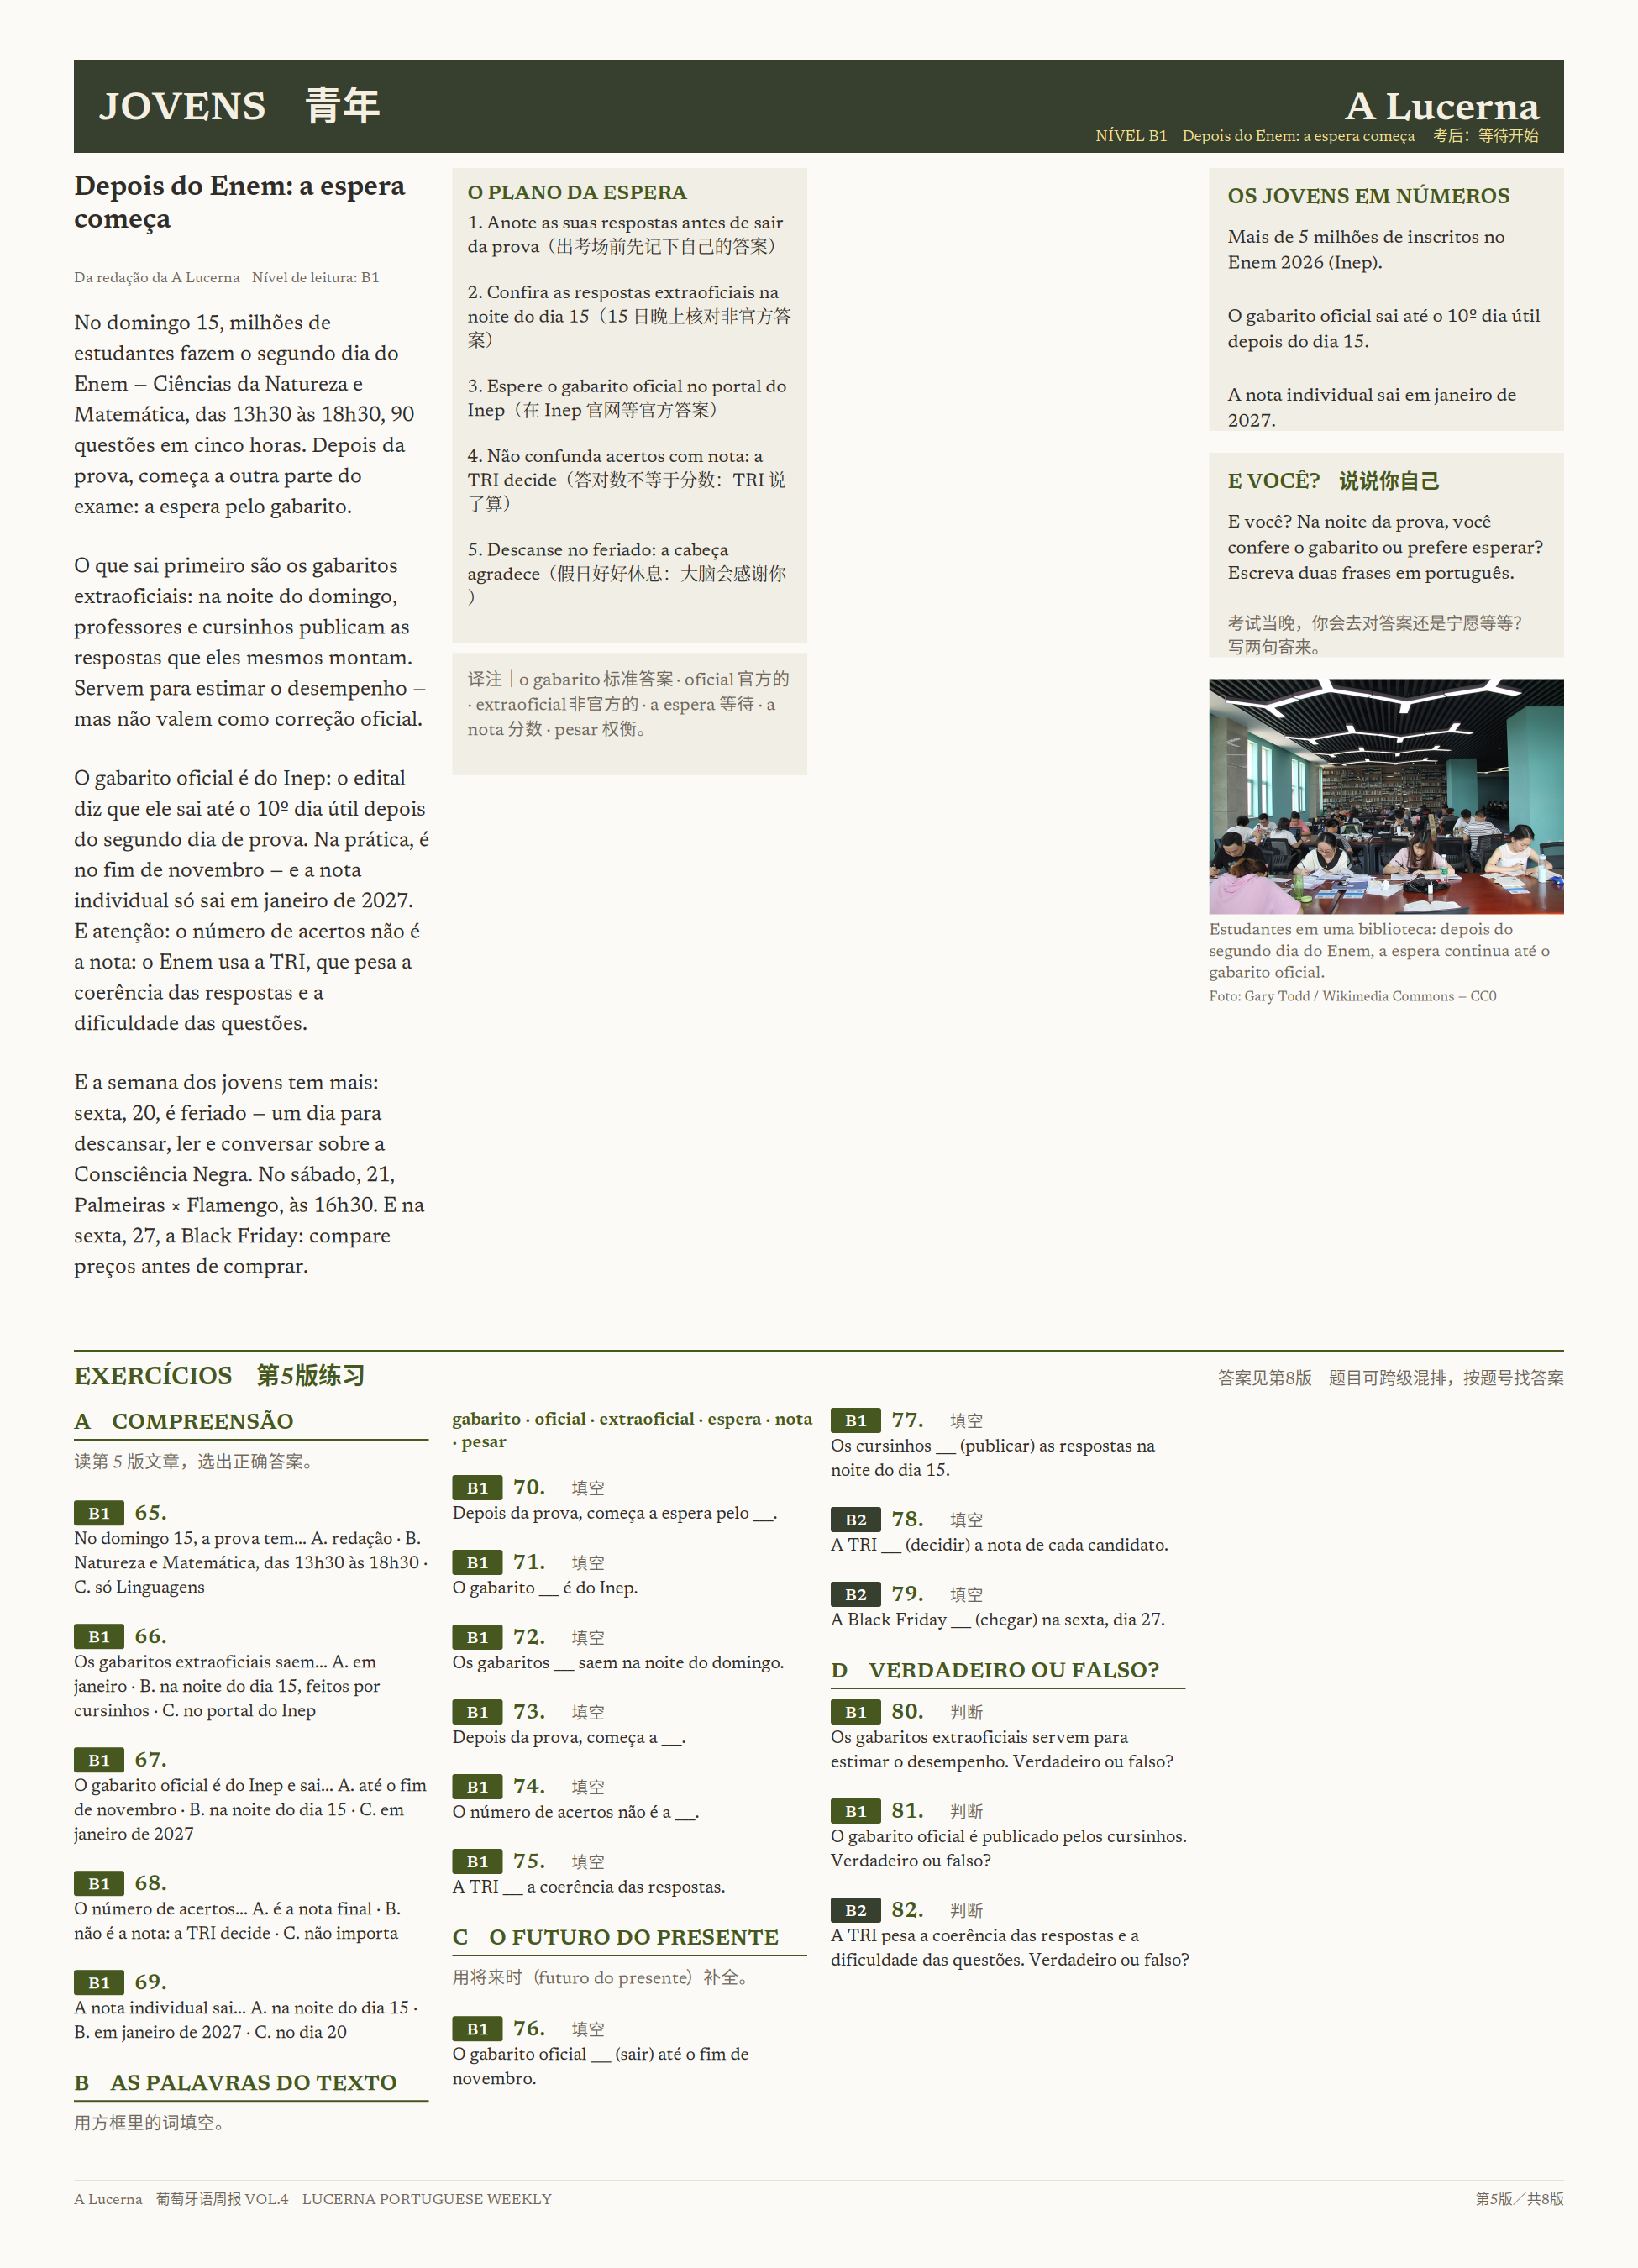 JOVENS 青年
A Lucerna
NÍVEL B1 Depois do Enem: a espera começa 考后：等待开始
Depois do Enem: a espera
começa
Da redação da A Lucerna Nível de leitura: B1
No domingo 15, milhões de
estudantes fazem o segundo dia do
Enem — Ciências da Natureza e
Matemática, das 13h30 às 18h30, 90
questões em cinco horas. Depois da
prova, começa a outra parte do
exame: a espera pelo gabarito.
O que sai primeiro são os gabaritos
extraoficiais: na noite do domingo,
professores e cursinhos publicam as
respostas que eles mesmos montam.
Servem para estimar o desempenho —
mas não valem como correção oficial.
O gabarito oficial é do Inep: o edital
diz que ele sai até o 10º dia útil depois
do segundo dia de prova. Na prática, é
no fim de novembro — e a nota
individual só sai em janeiro de 2027.
E atenção: o número de acertos não é
a nota: o Enem usa a TRI, que pesa a
coerência das respostas e a
dificuldade das questões.
E a semana dos jovens tem mais:
sexta, 20, é feriado — um dia para
descansar, ler e conversar sobre a
Consciência Negra. No sábado, 21,
Palmeiras × Flamengo, às 16h30. E na
sexta, 27, a Black Friday: compare
preços antes de comprar.
O PLANO DA ESPERA
1. Anote as suas respostas antes de sair
da prova（出考场前先记下自己的答案）
2. Confira as respostas extraoficiais na
noite do dia 15（15 日晚上核对非官方答
案）
3. Espere o gabarito oficial no portal do
Inep（在 Inep 官网等官方答案）
4. Não confunda acertos com nota: a
TRI decide（答对数不等于分数：TRI 说
了算）
5. Descanse no feriado: a cabeça
agradece（假日好好休息：大脑会感谢你
）
译注｜o gabarito 标准答案 · oficial 官方的
· extraoficial 非官方的 · a espera 等待 · a
nota 分数 · pesar 权衡。
OS JOVENS EM NÚMEROS
Mais de 5 milhões de inscritos no
Enem 2026 (Inep).
O gabarito oficial sai até o 10º dia útil
depois do dia 15.
A nota individual sai em janeiro de
2027.
E VOCÊ? 说说你自己
E você? Na noite da prova, você
confere o gabarito ou prefere esperar?
Escreva duas frases em português.
考试当晚，你会去对答案还是宁愿等等？
写两句寄来。
Estudantes em uma biblioteca: depois do
segundo dia do Enem, a espera continua até o
gabarito oficial.
Foto: Gary Todd / Wikimedia Commons — CC0
EXERCÍCIOS 第5版练习
答案见第8版 题目可跨级混排，按题号找答案
A COMPREENSÃO
读第 5 版文章，选出正确答案。
B1 65.
No domingo 15, a prova tem... A. redação · B.
Natureza e Matemática, das 13h30 às 18h30 ·
C. só Linguagens
B1 66.
Os gabaritos extraoficiais saem... A. em
janeiro · B. na noite do dia 15, feitos por
cursinhos · C. no portal do Inep
B1 67.
O gabarito oficial é do Inep e sai... A. até o fim
de novembro · B. na noite do dia 15 · C. em
janeiro de 2027
B1 68.
O número de acertos... A. é a nota final · B.
não é a nota: a TRI decide · C. não importa
B1 69.
A nota individual sai... A. na noite do dia 15 ·
B. em janeiro de 2027 · C. no dia 20
B AS PALAVRAS DO TEXTO
用方框里的词填空。
gabarito · oficial · extraoficial · espera · nota
· pesar
B1 70. 填空
Depois da prova, começa a espera pelo ___.
B1 71. 填空
O gabarito ___ é do Inep.
B1 72. 填空
Os gabaritos ___ saem na noite do domingo.
B1 73. 填空
Depois da prova, começa a ___.
B1 74. 填空
O número de acertos não é a ___.
B1 75. 填空
A TRI ___ a coerência das respostas.
C O FUTURO DO PRESENTE
用将来时（futuro do presente）补全。
B1 76. 填空
O gabarito oficial ___ (sair) até o fim de
novembro.
B1 77. 填空
Os cursinhos ___ (publicar) as respostas na
noite do dia 15.
B2 78. 填空
A TRI ___ (decidir) a nota de cada candidato.
B2 79. 填空
A Black Friday ___ (chegar) na sexta, dia 27.
D VERDADEIRO OU FALSO?
B1 80. 判断
Os gabaritos extraoficiais servem para
estimar o desempenho. Verdadeiro ou falso?
B1 81. 判断
O gabarito oficial é publicado pelos cursinhos.
Verdadeiro ou falso?
B2 82. 判断
A TRI pesa a coerência das respostas e a
dificuldade das questões. Verdadeiro ou falso?
A Lucerna 葡萄牙语周报 VOL.4 LUCERNA PORTUGUESE WEEKLY
第5版／共8版